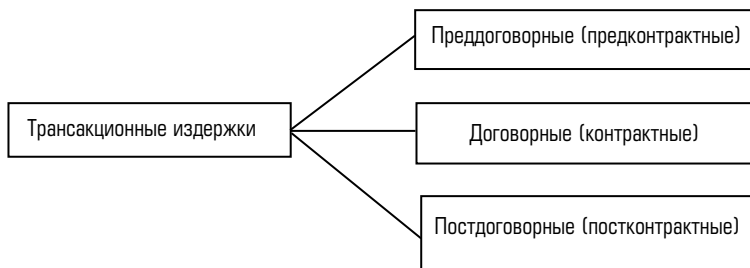 Преддоговорные (предконтрактные)
Трансакционные издержки
Договорные (контрактные)
Постдоговорные (постконтрактные)